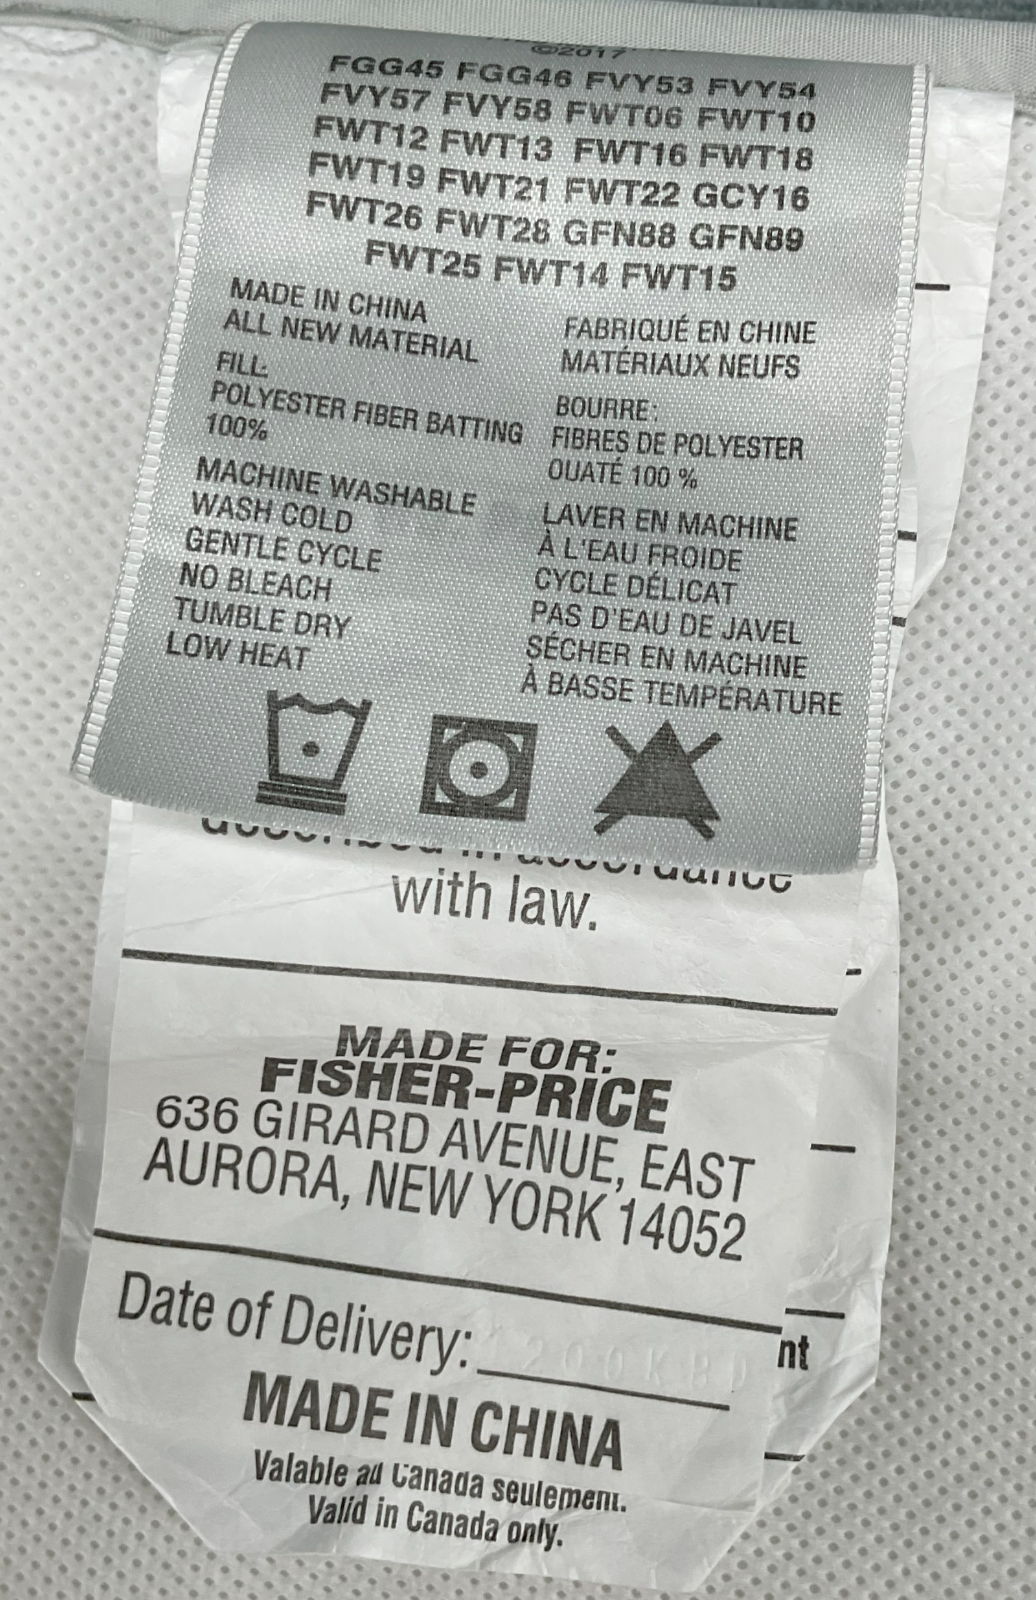 ©2017
FGG45 FGG46 FVY53 FVY54
FVY57 FVY58 FWT06 FWT10
FWT12 FWT13 FWT16 FWT18
FWT19 FWT21 FWT22 GCY16
FWT26 FWT28 GFN88 GFN89
FWT25 FWT14 FWT15
MADE IN CHINA
ALL NEW MATERIAL
FILL:
POLYESTER FIBER BATTING
100%
MACHINE WASHABLE
WASH COLD
GENTLE CYCLE
NO BLEACH
TUMBLE DRY
LOW HEAT
FABRIQUÉ EN CHINE
MATÉRIAUX NEUFS
BOURRE:
FIBRES DE POLYESTER
OUATÉ 100 %
LAVER EN MACHINE
À L'EAU FROIDE
CYCLE DÉLICAT
PAS D'EAU DE JAVEL
SÉCHER EN MACHINE
À BASSE TEMPÉRATURE
described in accordance
with law.
MADE FOR:
FISHER-PRICE
636 GIRARD AVENUE, EAST
AURORA, NEW YORK 14052
Date of Delivery:
nt
MADE IN CHINA
Valable au Canada seulement.
Valid in Canada only.